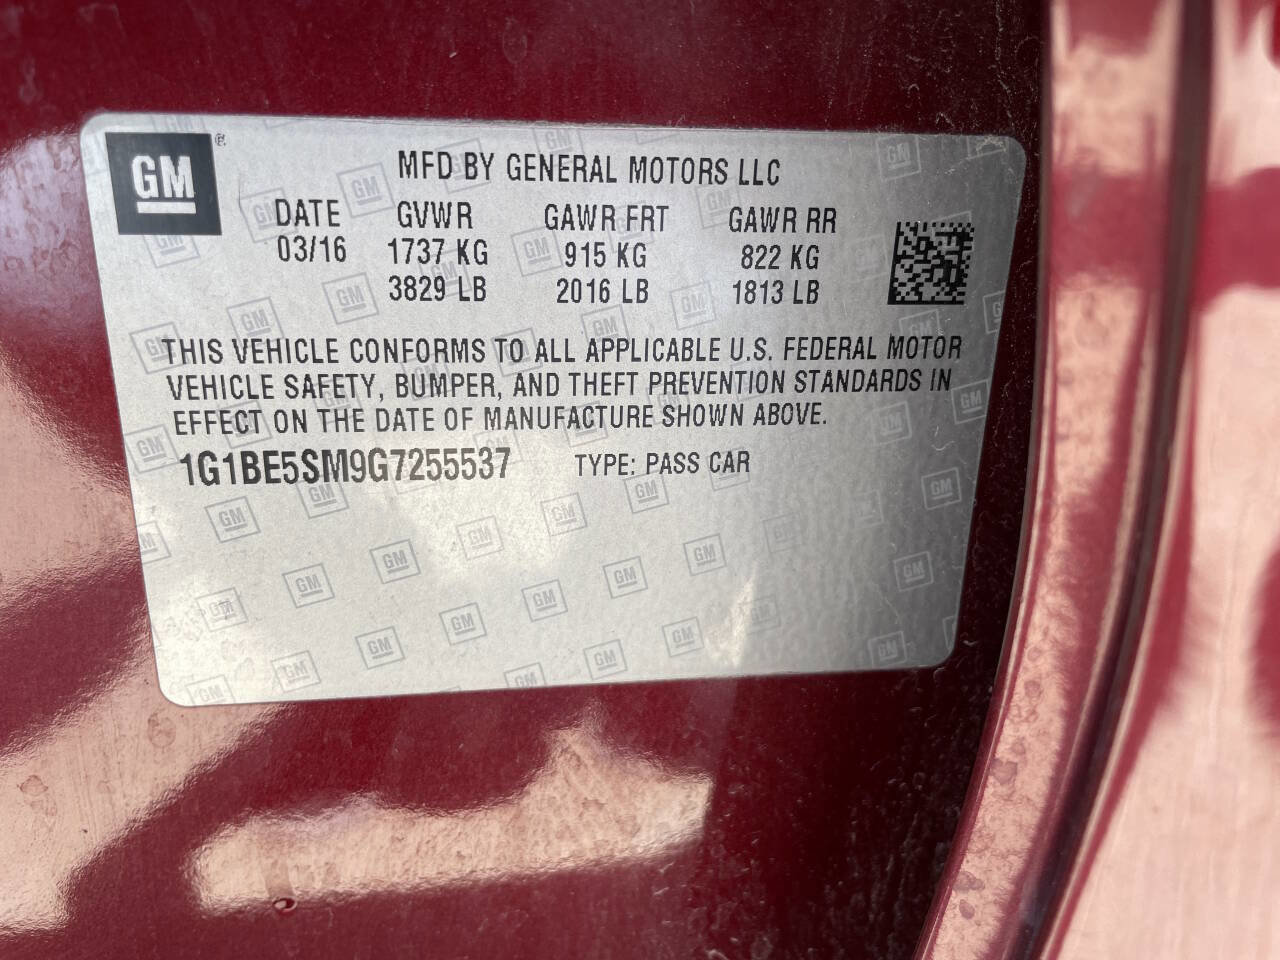 GM
MFD BY GENERAL MOTORS LLC
DATE GVWR GAWR FRT GAWR RR
03/16 1737 KG 915 KG 822 KG
3829 LB 2016 LB 1813 LB
THIS VEHICLE CONFORMS TO ALL APPLICABLE U.S. FEDERAL MOTOR
VEHICLE SAFETY, BUMPER, AND THEFT PREVENTION STANDARDS IN
EFFECT ON THE DATE OF MANUFACTURE SHOWN ABOVE.
1G1BE5SM9G7255537 TYPE: PASS CAR